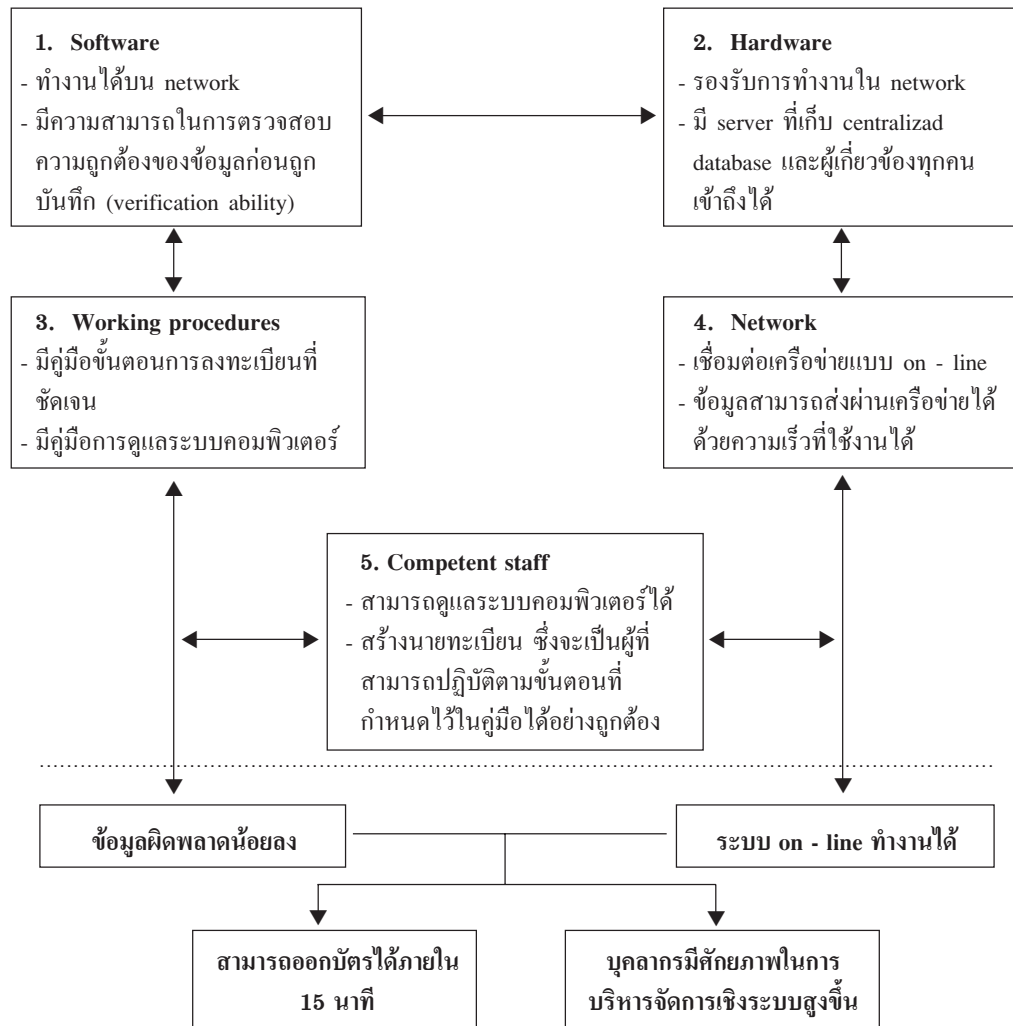 1. Software
- ทำงานได้บน network
- มีความสามารถในการตรวจสอบ
ความถูกต้องของข้อมูลก่อนถูก
บันทึก (verification ability)
2. Hardware
- รองรับการทำงานใน network
- มี server ที่เก็บ centralizad
database และผู้เกี่ยวข้องทุกคน
เข้าถึงได้
3. Working procedures
- มีคู่มือขั้นตอนการลงทะเบียนที่
ชัดเจน
- มีคู่มือการดูแลระบบคอมพิวเตอร์
4. Network
- เชื่อมต่อเครือข่ายแบบ on - line
- ข้อมูลสามารถส่งผ่านเครือข่ายได้
ด้วยความเร็วที่ใช้งานได้
5. Competent staff
- สามารถดูแลระบบคอมพิวเตอร์ได้
- สร้างนายทะเบียน ซึ่งจะเป็นผู้ที่
สามารถปฏิบัติตามขั้นตอนที่
กำหนดไว้ในคู่มือได้อย่างถูกต้อง
ข้อมูลผิดพลาดน้อยลง
ระบบ on - line ทำงานได้
สามารถออกบัตรได้ภายใน
15 นาที
บุคลากรมีศักยภาพในการ
บริหารจัดการเชิงระบบสูงขึ้น